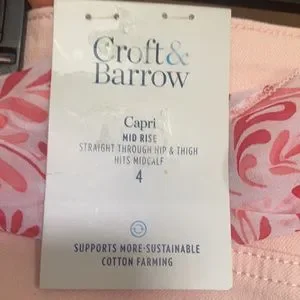 Croft&
Barrow
Capri
MID RISE
STRAIGHT THROUGH HIP & THIGH
HITS MIDCALF
4
SUPPORTS MORE-SUSTAINABLE
COTTON FARMING